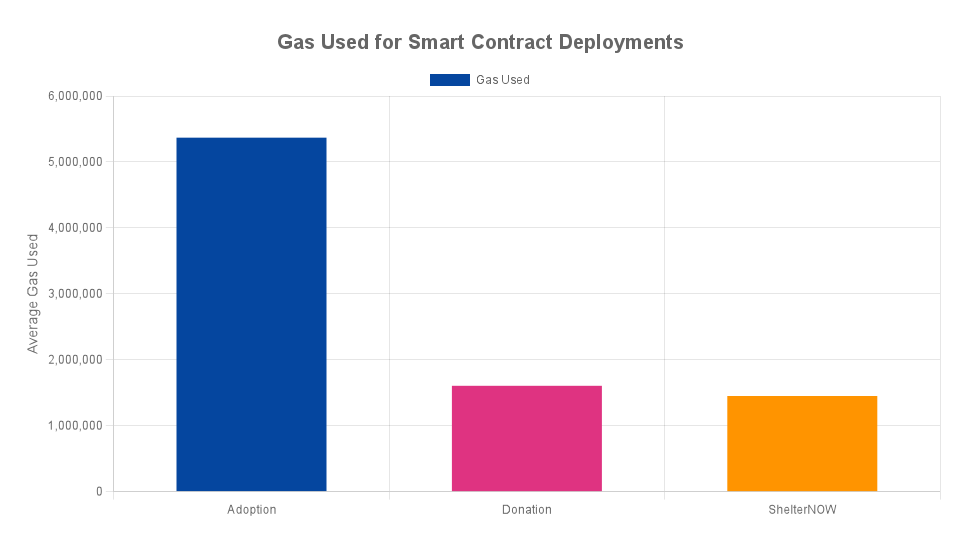 Gas Used for Smart Contract Deployments
Gas Used
6,000,000
5,000,000
4,000,000
3,000,000
2,000,000
1,000,000
0
Average Gas Used
Adoption
Donation
ShelterNOW